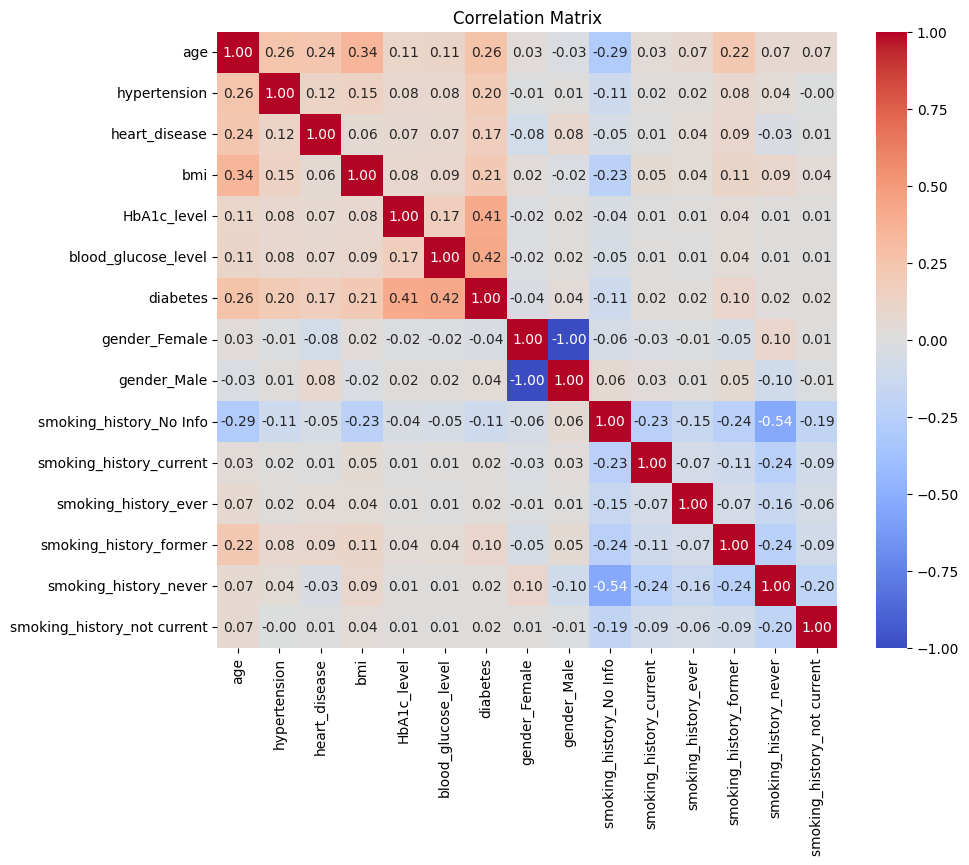 Correlation Matrix
age 1.00 0.26 0.24 0.34 0.11 0.11 0.26 0.03 -0.03 -0.29 0.03 0.07 0.22 0.07 0.07
hypertension 0.26 1.00 0.12 0.15 0.08 0.08 0.20 -0.01 0.01 -0.11 0.02 0.02 0.08 0.04 -0.00
heart_disease 0.24 0.12 1.00 0.06 0.07 0.07 0.17 -0.08 0.08 -0.05 0.01 0.04 0.09 -0.03 0.01
bmi 0.34 0.15 0.06 1.00 0.08 0.09 0.21 0.02 -0.02 -0.23 0.05 0.04 0.11 0.09 0.04
HbA1c_level 0.11 0.08 0.07 0.08 1.00 0.17 0.41 -0.02 0.02 -0.04 0.01 0.01 0.04 0.01 0.01
blood_glucose_level 0.11 0.08 0.07 0.09 0.17 1.00 0.42 -0.02 0.02 -0.05 0.01 0.01 0.04 0.01 0.01
diabetes 0.26 0.20 0.17 0.21 0.41 0.42 1.00 -0.04 0.04 -0.11 0.02 0.02 0.10 0.02 0.02
gender_Female 0.03 -0.01 -0.08 0.02 -0.02 -0.02 -0.04 1.00 -1.00 -0.06 -0.03 -0.01 -0.05 0.10 0.01
gender_Male -0.03 0.01 0.08 -0.02 0.02 0.02 0.04 -1.00 1.00 0.06 0.03 0.01 0.05 -0.10 -0.01
smoking_history_No Info -0.29 -0.11 -0.05 -0.23 -0.04 -0.05 -0.11 -0.06 0.06 1.00 -0.23 -0.15 -0.24 -0.54 -0.19
smoking_history_current 0.03 0.02 0.01 0.05 0.01 0.01 0.02 -0.03 0.03 -0.23 1.00 -0.07 -0.11 -0.24 -0.09
smoking_history_ever 0.07 0.02 0.04 0.04 0.01 0.01 0.02 -0.01 0.01 -0.15 -0.07 1.00 -0.07 -0.16 -0.06
smoking_history_former 0.22 0.08 0.09 0.11 0.04 0.04 0.10 -0.05 0.05 -0.24 -0.11 -0.07 1.00 -0.24 -0.09
smoking_history_never 0.07 0.04 -0.03 0.09 0.01 0.01 0.02 0.10 -0.10 -0.54 -0.24 -0.16 -0.24 1.00 -0.20
smoking_history_not current 0.07 -0.00 0.01 0.04 0.01 0.01 0.02 0.01 -0.01 -0.19 -0.09 -0.06 -0.09 -0.20 1.00
age
hypertension
heart_disease
bmi
HbA1c_level
blood_glucose_level
diabetes
gender_Female
gender_Male
smoking_history_No Info
smoking_history_current
smoking_history_ever
smoking_history_former
smoking_history_never
smoking_history_not current
1.00
0.75
0.50
0.25
0.00
-0.25
-0.50
-0.75
-1.00